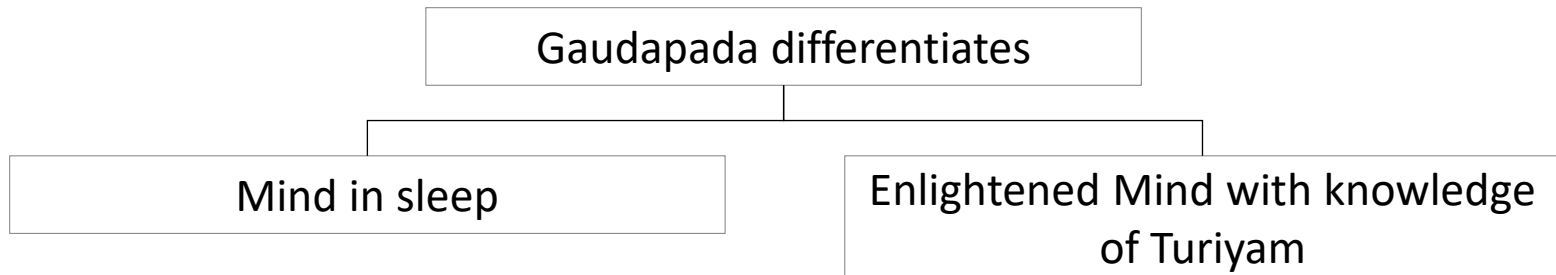 Gaudapada differentiates
Mind in sleep
Enlightened Mind with knowledge
of Turiyam